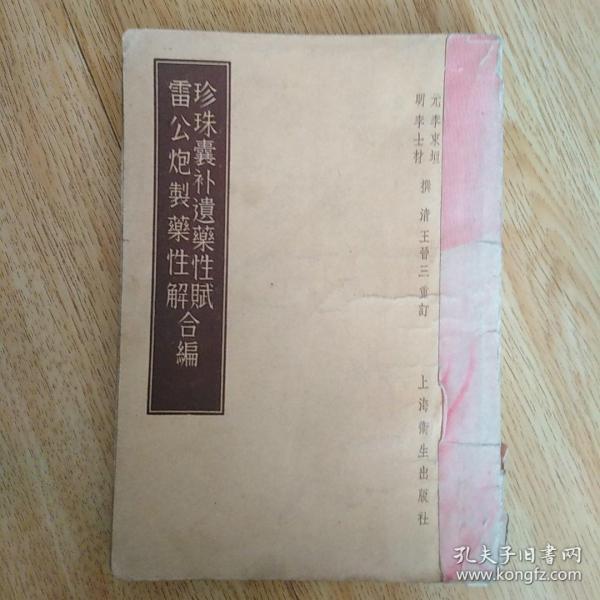 珍珠囊补遺藥性賦
雷公炮製藥性解
合編
元李東垣
明李士材
撰
清王晉三重訂
上海衛生出版社
孔夫子旧书网
www.kongfz.com